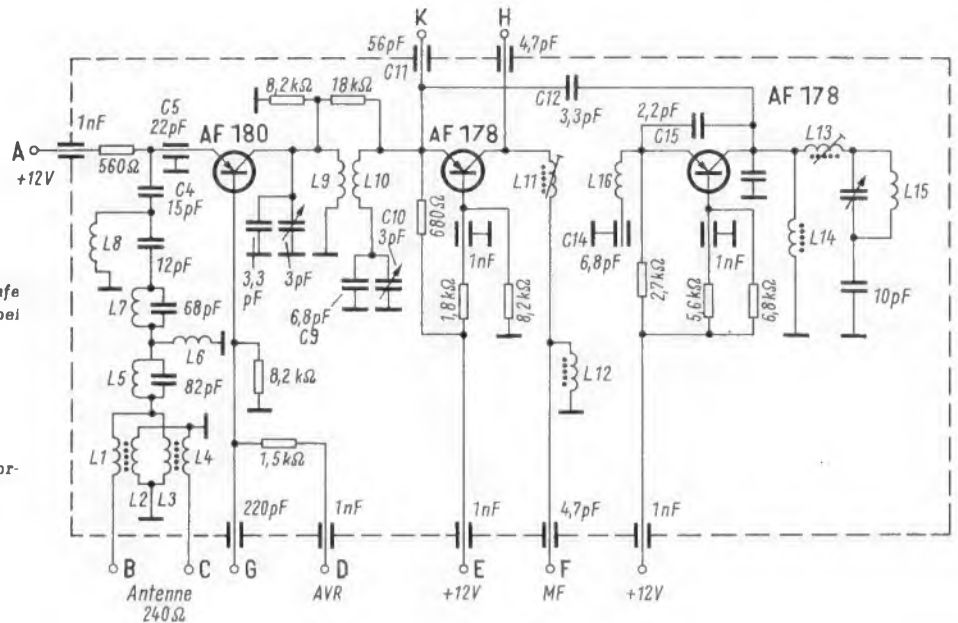 K
H
56pF
C11
4,7pF
8,2kΩ
18kΩ
C12
3,3pF
2,2pF
C15
AF 178
L13
A
+12V
1nF
560Ω
C5
22pF
AF 180
AF 178
C4
15pF
L8
12pF
L9
L10
680Ω
L11
L16
L15
L14
C10
3pF
3,3
pF
3pF
6,8pF
C9
1nF
1,8kΩ
8,2kΩ
C14
6,8pF
2,7kΩ
1nF
5,6kΩ
6,8kΩ
10pF
afe
bei
L7
68pF
L6
L5
82pF
8,2kΩ
L12
or-
L1
L2
L3
L4
1,5kΩ
220pF
1nF
1nF
4,7pF
1nF
B
C
G
D
E
F
Antenne
240Ω
AVR
+12V
MF
+12V